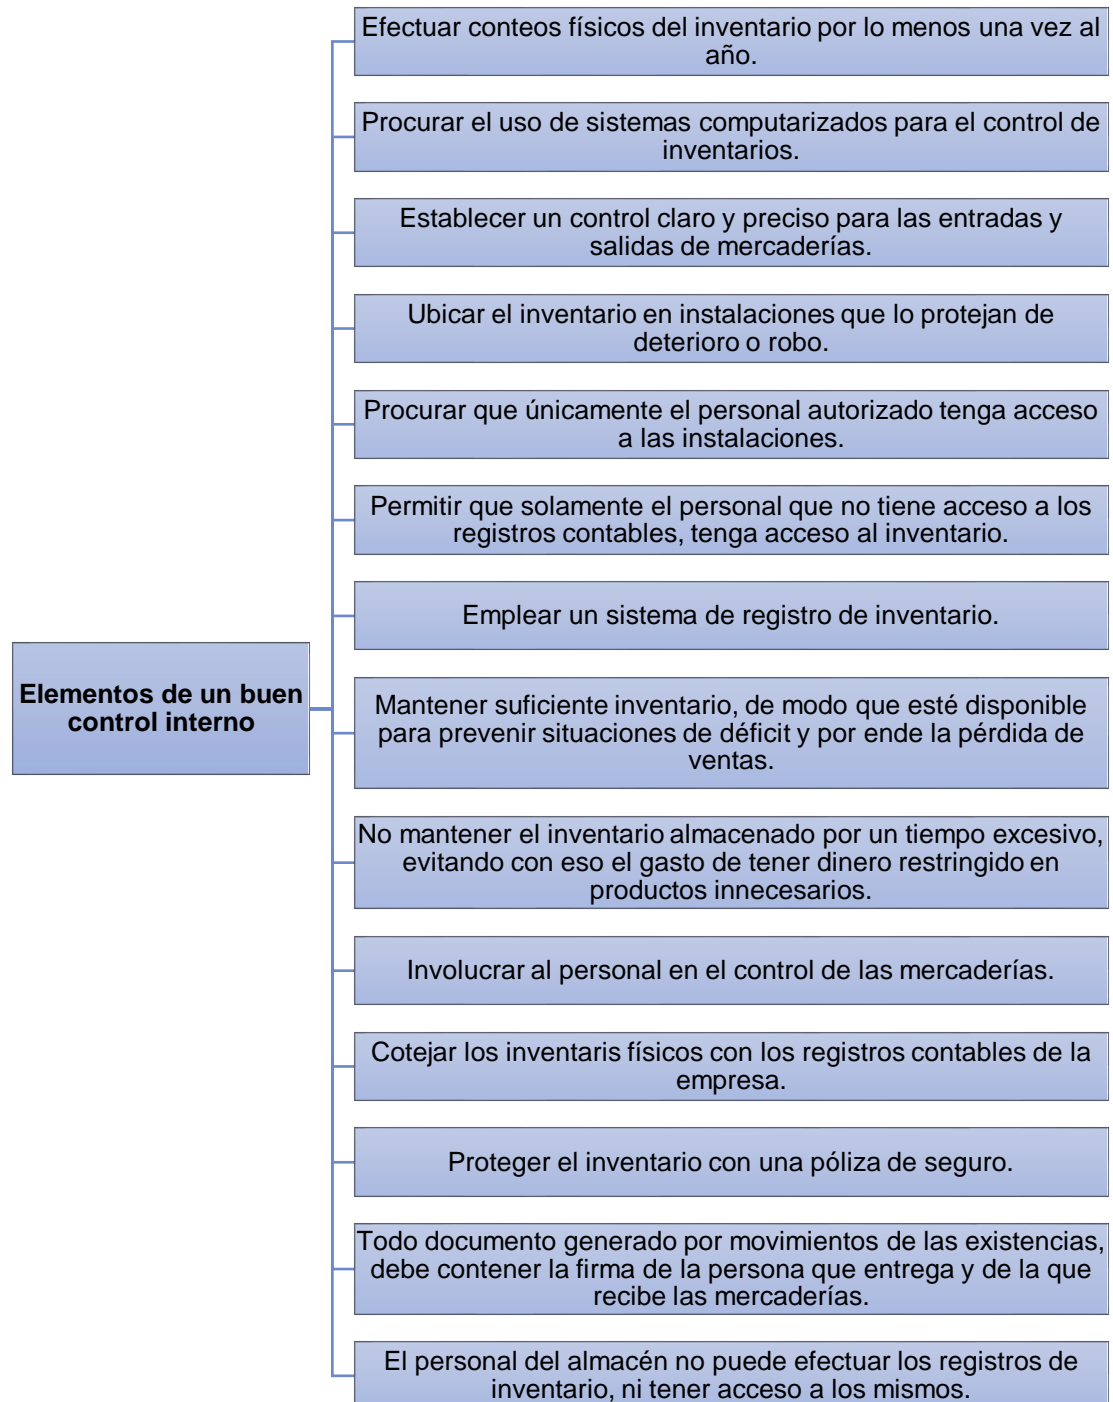 Efectuar conteos físicos del inventario por lo menos una vez al
año.
Procurar el uso de sistemas computarizados para el control de
inventarios.
Establecer un control claro y preciso para las entradas y
salidas de mercaderías.
Ubicar el inventario en instalaciones que lo protejan de
deterioro o robo.
Procurar que únicamente el personal autorizado tenga acceso
a las instalaciones.
Permitir que solamente el personal que no tiene acceso a los
registros contables, tenga acceso al inventario.
Emplear un sistema de registro de inventario.
Elementos de un buen
control interno
Mantener suficiente inventario, de modo que esté disponible
para prevenir situaciones de déficit y por ende la pérdida de
ventas.
No mantener el inventario almacenado por un tiempo excesivo,
evitando con eso el gasto de tener dinero restringido en
productos innecesarios.
Involucrar al personal en el control de las mercaderías.
Cotejar los inventaris físicos con los registros contables de la
empresa.
Proteger el inventario con una póliza de seguro.
Todo documento generado por movimientos de las existencias,
debe contener la firma de la persona que entrega y de la que
recibe las mercaderías.
El personal del almacén no puede efectuar los registros de
inventario, ni tener acceso a los mismos.